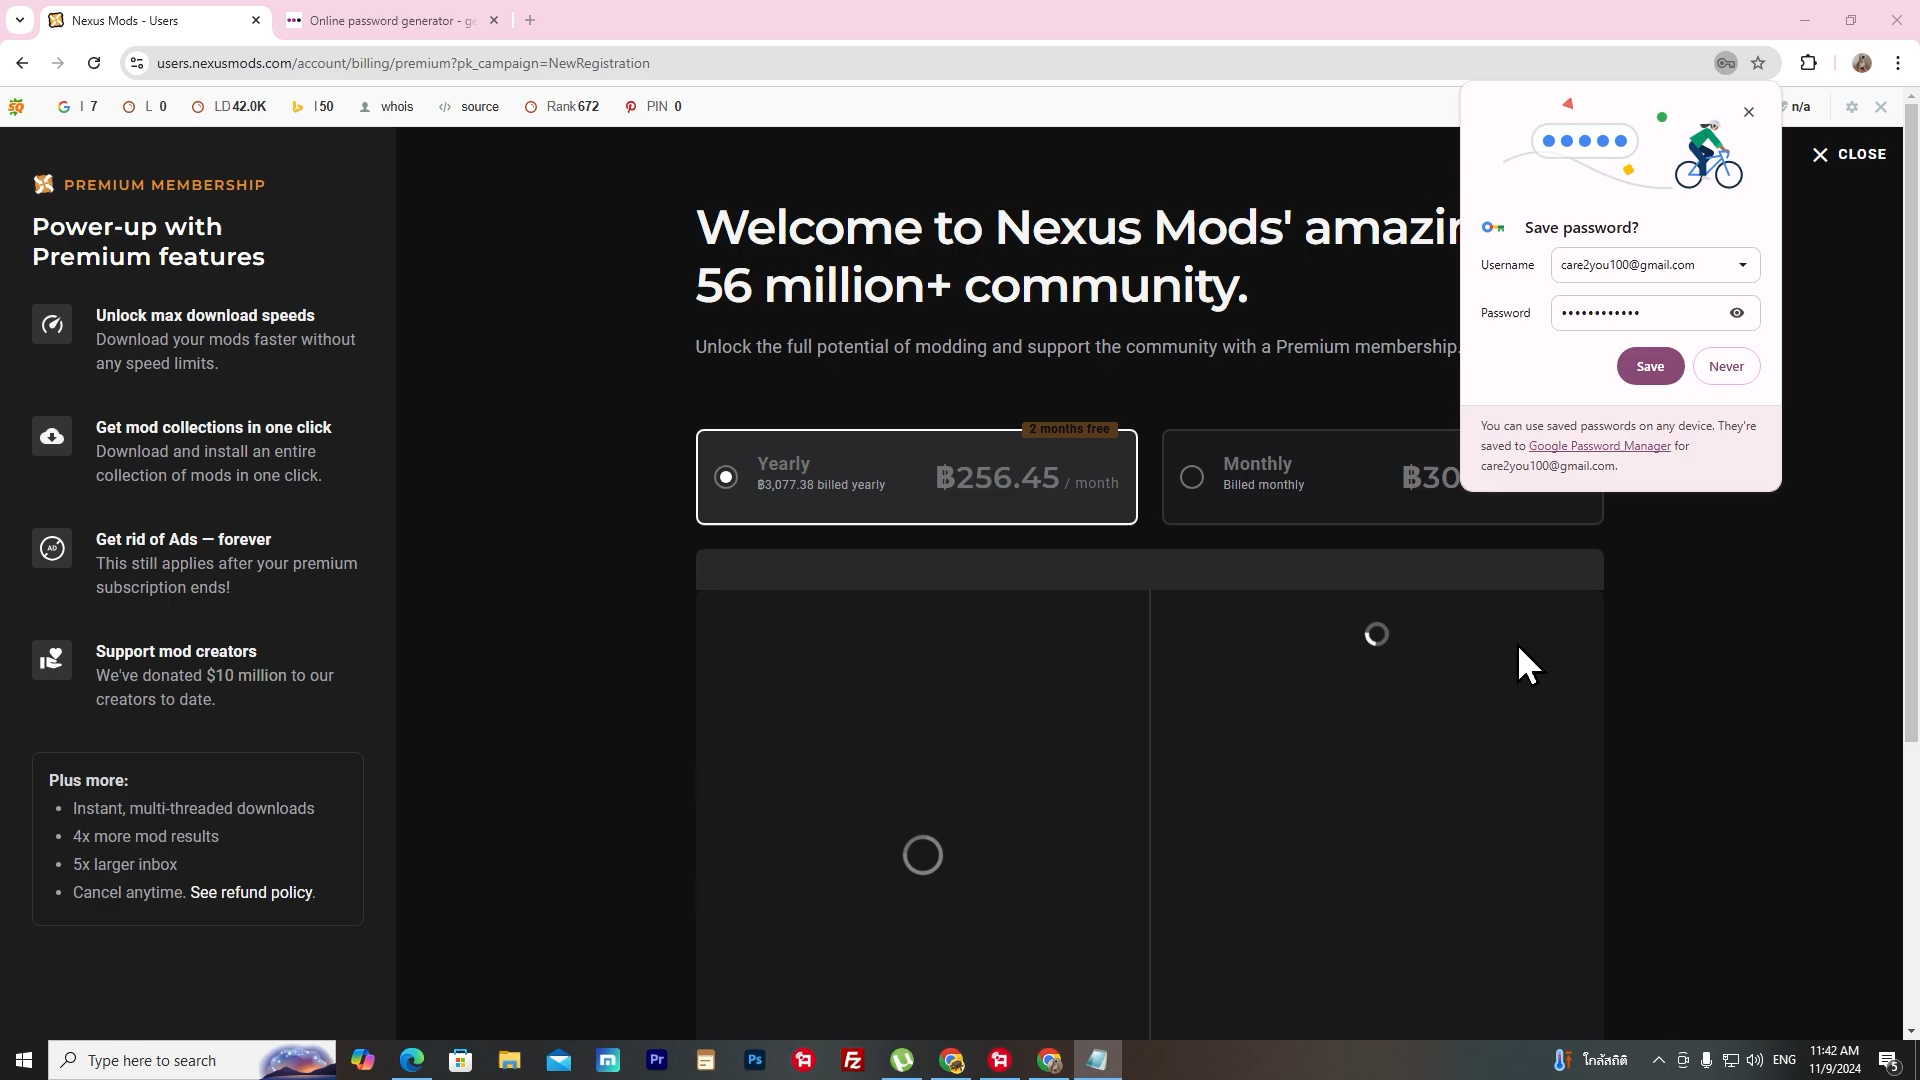 Nexus Mods - Users
Online password generator - ge
users.nexusmods.com/account/billing/premium?pk_campaign=NewRegistration
I 7
L 0
LD 42.0K
I 50
whois
source
Rank 672
PIN 0
n/a
CLOSE
PREMIUM MEMBERSHIP
Power-up with
Premium features
Unlock max download speeds
Download your mods faster without
any speed limits.
Get mod collections in one click
Download and install an entire
collection of mods in one click.
AD
Get rid of Ads — forever
This still applies after your premium
subscription ends!
Support mod creators
We've donated $10 million to our
creators to date.
Plus more:
• Instant, multi-threaded downloads
• 4x more mod results
• 5x larger inbox
• Cancel anytime. See refund policy.
Welcome to Nexus Mods' amazin
56 million+ community.
Unlock the full potential of modding and support the community with a Premium membership.
2 months free
Yearly
฿3,077.38 billed yearly
฿256.45 / month
Monthly
Billed monthly
฿30
Save password?
Username
care2you100@gmail.com
Password
••••••••••••
Save
Never
You can use saved passwords on any device. They're
saved to Google Password Manager for
care2you100@gmail.com.
Type here to search
Pr
Ps
Fz
ใกล้สถิติ
ENG
11:42 AM
11/9/2024
5